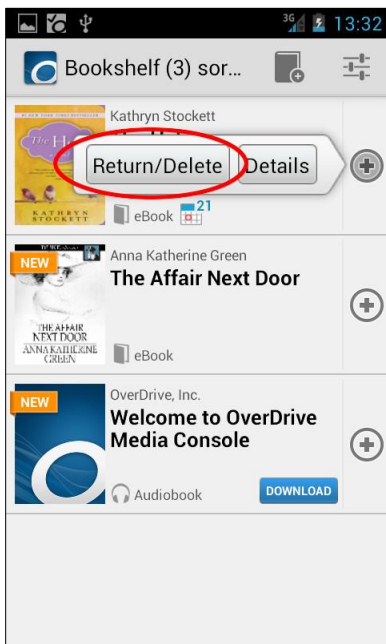 3G 13:32
Bookshelf (3) sor...
Kathryn Stockett
The H
KATHRYN
STOCKETT
Return/Delete
Details
eBook 21
NEW
Anna Katherine Green
The Affair Next Door
THE AFFAIR
NEXT DOOR
ANNA KATHERINE
GREEN
eBook
NEW
OverDrive, Inc.
Welcome to OverDrive
Media Console
Audiobook
DOWNLOAD